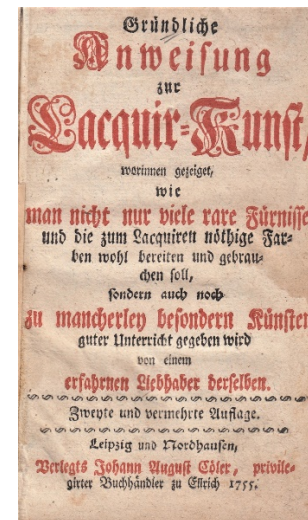 Gründliche
Anweisung
zur
Lacquir-Kunst,
worinnen gezeiget,
wie
man nicht nur viele rare Fürnisse
und die zum Lacquiren nöthige Far-
ben wohl bereiten und gebrau-
chen soll,
sondern auch noch
zu mancherley besondern Künsten
guter Unterricht gegeben wird
von einem
erfahrnen Liebhaber derselben.
Zweyte und vermehrte Auflage.
Leipzig und Nordhausen,
Verlegts Johann August Cöler, privile-
girter Buchhändler zu Ellrich 1755.